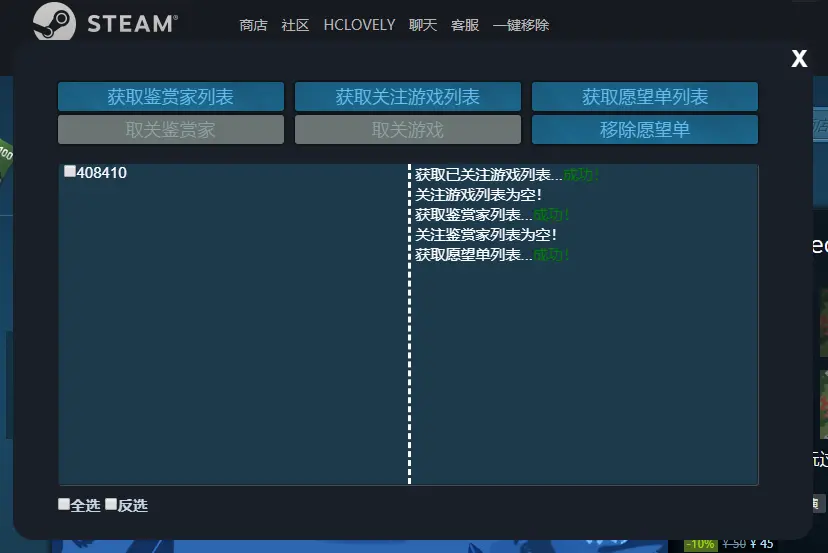 STEAM®
商店 社区 HCLOVELY 聊天 客服 一键移除
X
获取鉴赏家列表 获取关注游戏列表 获取愿望单列表
取关鉴赏家 取关游戏 移除愿望单
408410
获取已关注游戏列表...成功！
关注游戏列表为空！
获取鉴赏家列表...成功！
关注鉴赏家列表为空！
获取愿望单列表...成功！
全选 反选
-10% ¥ 50 ¥ 45